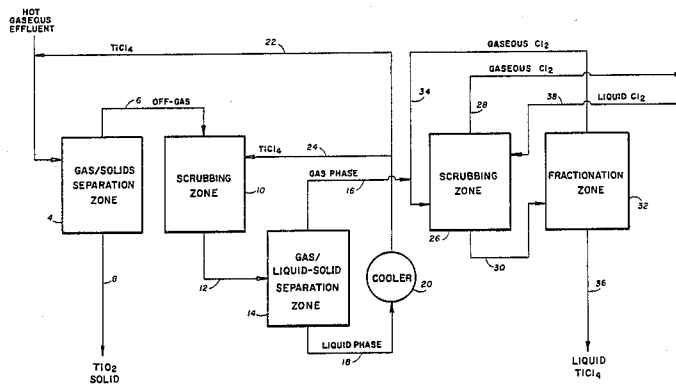 HOT
GASEOUS
EFFLUENT
TiCl4
22
GASEOUS Cl2
GASEOUS Cl2
6
OFF-GAS
34
28
38
LIQUID Cl2
GAS/SOLIDS
SEPARATION
ZONE
4
SCRUBBING
ZONE
10
TiCl4
24
GAS PHASE
16
SCRUBBING
ZONE
26
FRACTIONATION
ZONE
32
8
12
GAS/
LIQUID-SOLID
SEPARATION
ZONE
14
COOLER
20
30
36
LIQUID PHASE
18
TiO2
SOLID
LIQUID
TiCl4